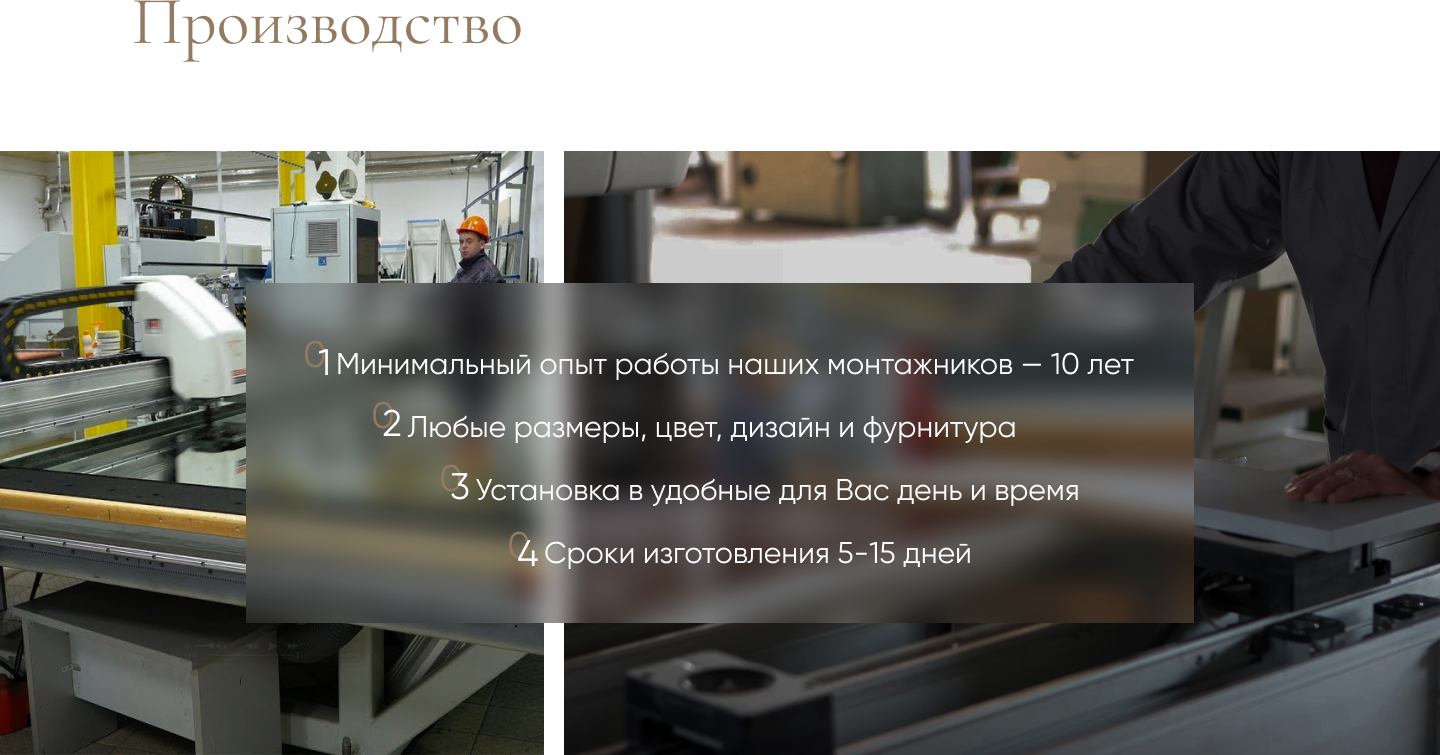 Производство
01 Минимальный опыт работы наших монтажников — 10 лет
02 Любые размеры, цвет, дизайн и фурнитура
03 Установка в удобные для Вас день и время
04 Сроки изготовления 5-15 дней